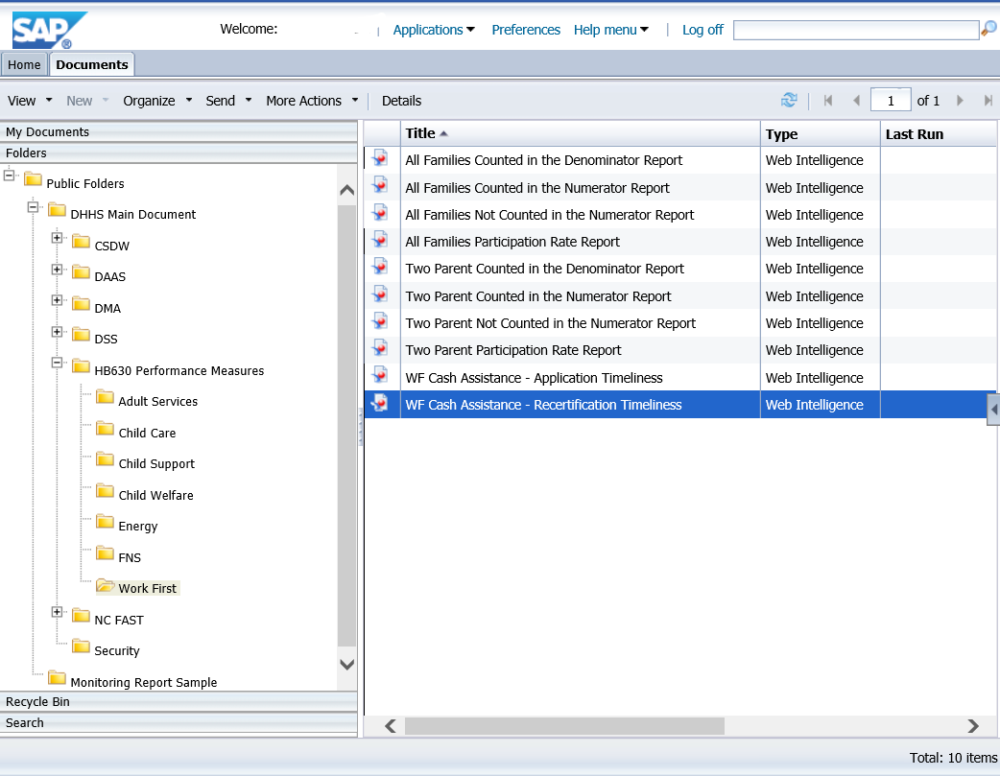 SAP®
Welcome:
Applications Preferences Help menu Log off
Home Documents
View New Organize Send More Actions Details 1 of 1
My Documents
Folders
Public Folders
DHHS Main Document
CSDW
DAAS
DMA
DSS
HB630 Performance Measures
Adult Services
Child Care
Child Support
Child Welfare
Energy
FNS
Work First
NC FAST
Security
Monitoring Report Sample
Recycle Bin
Search
Title Type Last Run
All Families Counted in the Denominator Report Web Intelligence
All Families Counted in the Numerator Report Web Intelligence
All Families Not Counted in the Numerator Report Web Intelligence
All Families Participation Rate Report Web Intelligence
Two Parent Counted in the Denominator Report Web Intelligence
Two Parent Counted in the Numerator Report Web Intelligence
Two Parent Not Counted in the Numerator Report Web Intelligence
Two Parent Participation Rate Report Web Intelligence
WF Cash Assistance - Application Timeliness Web Intelligence
WF Cash Assistance - Recertification Timeliness Web Intelligence
Total: 10 items